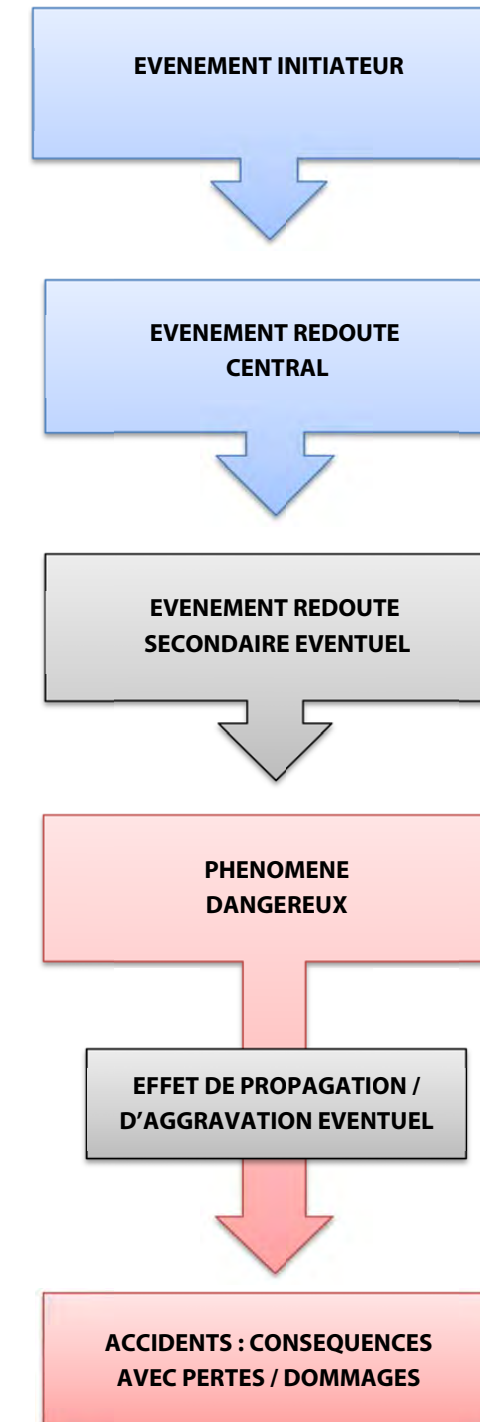 EVENEMENT INITIATEUR
EVENEMENT REDOUTE
CENTRAL
EVENEMENT REDOUTE
SECONDAIRE EVENTUEL
PHENOMENE
DANGEREUX
EFFET DE PROPAGATION /
D’AGGRAVATION EVENTUEL
ACCIDENTS : CONSEQUENCES
AVEC PERTES / DOMMAGES